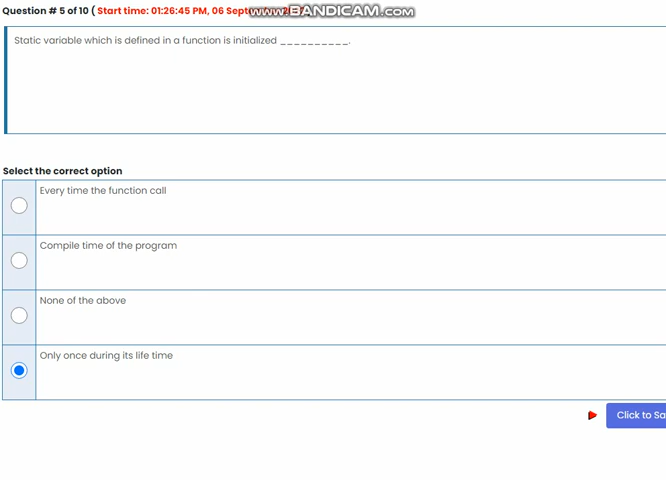 Question # 5 of 10 ( Start time: 01:26:45 PM, 06 Sept
www.BANDICAM.com
Static variable which is defined in a function is initialized __________.
Select the correct option
Every time the function call
Compile time of the program
None of the above
Only once during its life time
Click to Sa